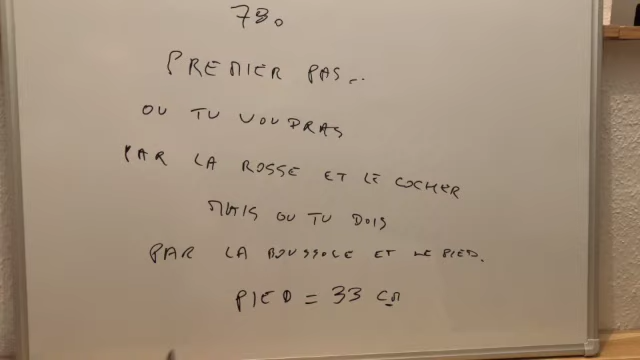 780
PREMIER PAS...
OU TU VOUDRAS
PAR LA ROSSE ET LE COCHER
MAIS OU TU DOIS
PAR LA BOUSSOLE ET LE PIED.
PIED = 33 cm